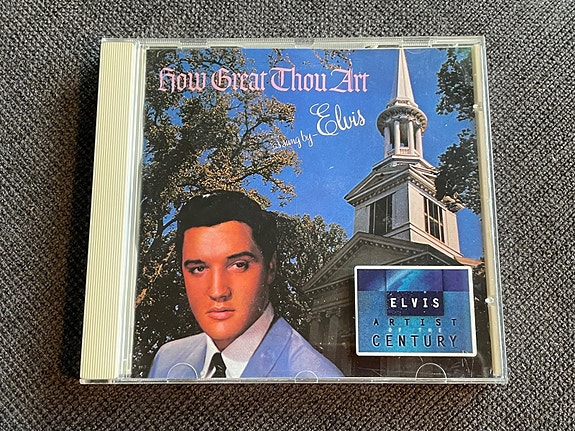 How Great Thou Art
as sung by Elvis
ELVIS
ARTIST
OF THE
CENTURY